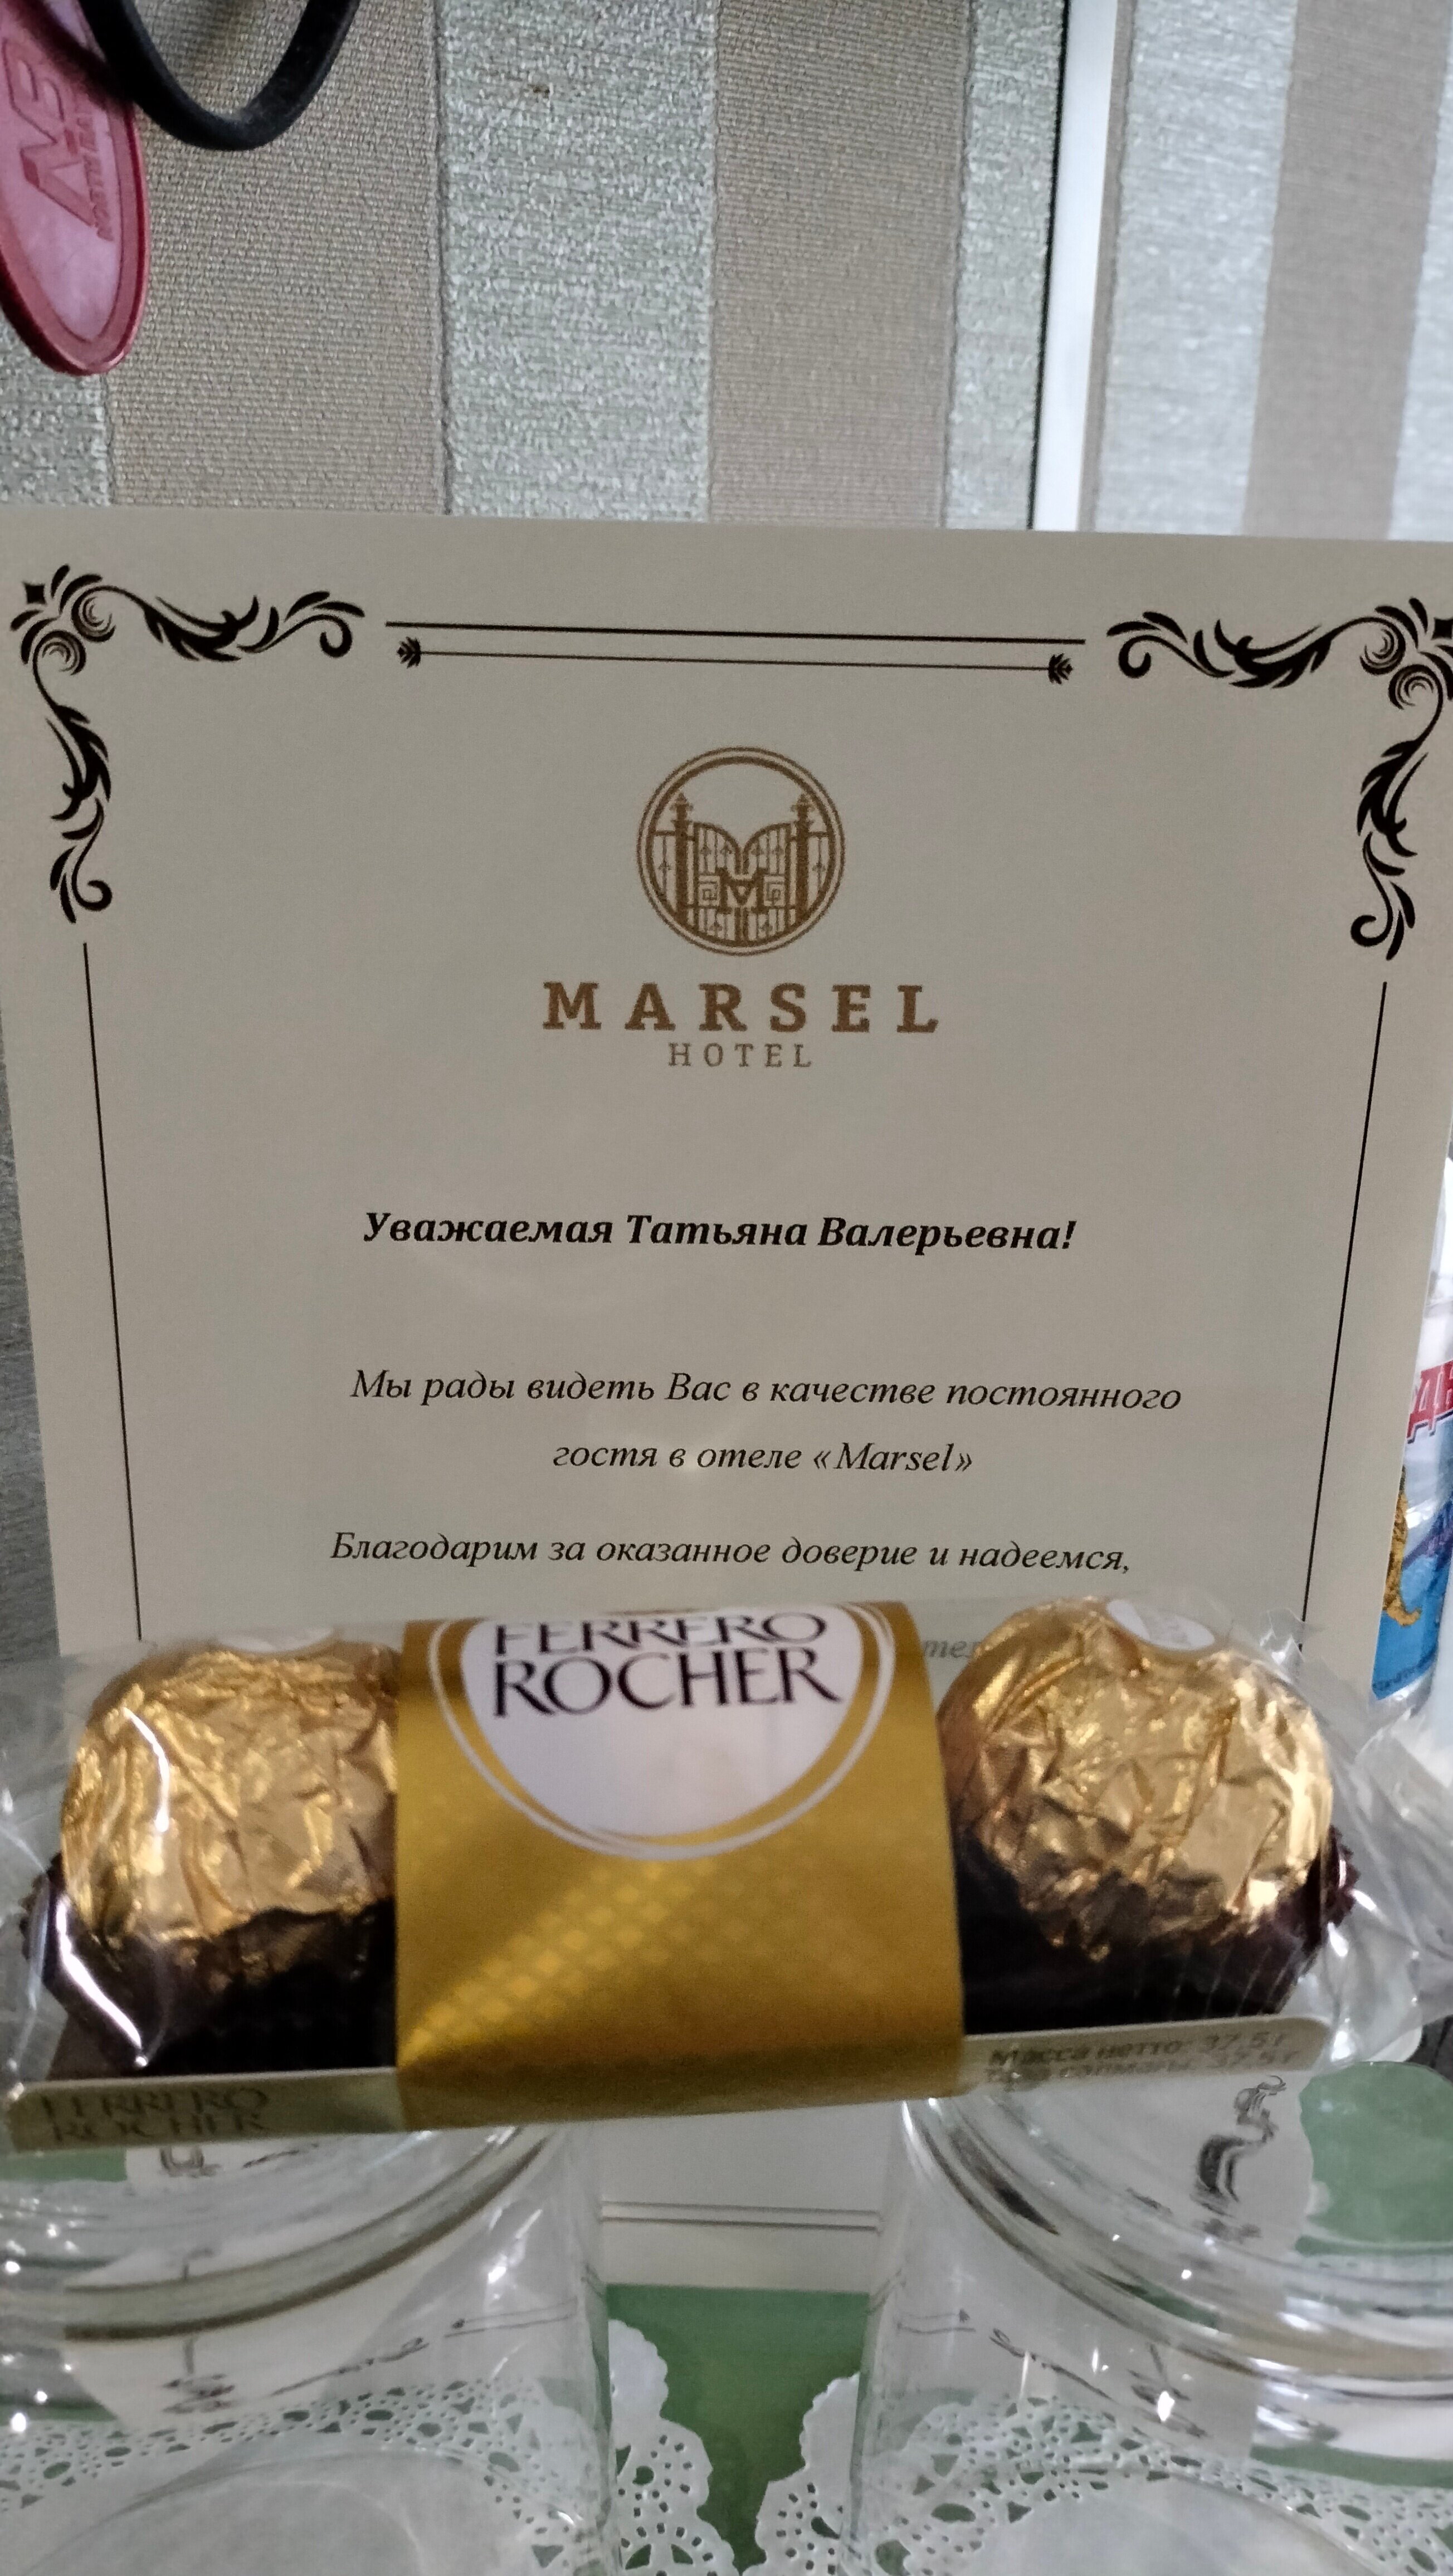 MARSEL
HOTEL
Уважаемая Татьяна Валерьевна!
Мы рады видеть Вас в качестве постоянного
гостя в отеле «Marsel»
Благодарим за оказанное доверие и надеемся,
FERRERO
ROCHER
Масса нетто: 37,5 г
FERRERO
ROCHER